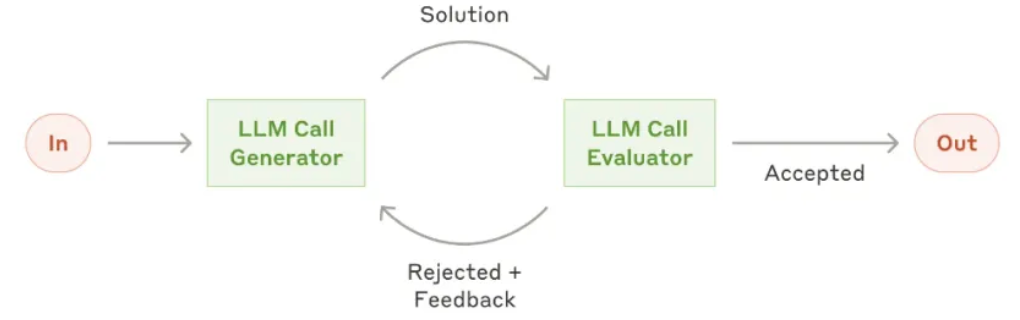 Solution
In
LLM Call
Generator
LLM Call
Evaluator
Accepted
Out
Rejected +
Feedback